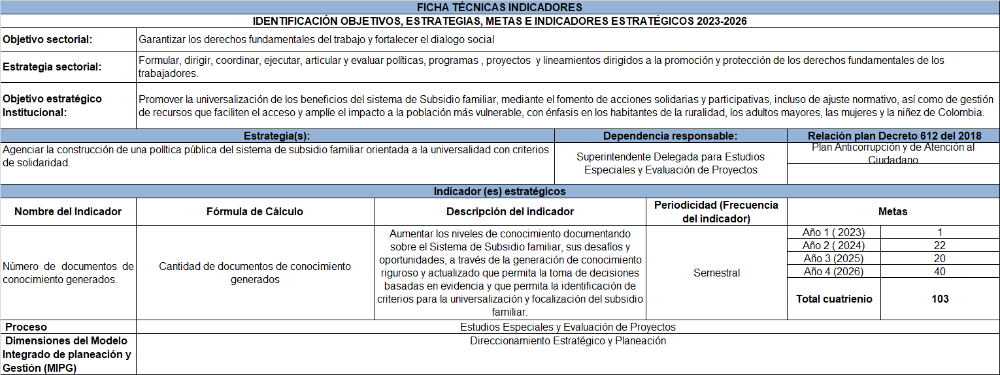 FICHA TÉCNICAS INDICADORES
IDENTIFICACIÓN OBJETIVOS, ESTRATEGIAS, METAS E INDICADORES ESTRATÉGICOS 2023-2026
Objetivo sectorial:
Garantizar los derechos fundamentales del trabajo y fortalecer el dialogo social
Estrategia sectorial:
Formular, dirigir, coordinar, ejecutar, articular y evaluar políticas, programas , proyectos y lineamientos dirigidos a la promoción y protección de los derechos fundamentales de los
trabajadores.
Objetivo estratégico
Institucional:
Promover la universalización de los beneficios del sistema de Subsidio familiar, mediante el fomento de acciones solidarias y participativas, incluso de ajuste normativo, así como de gestión
de recursos que faciliten el acceso y amplíe el impacto a la población más vulnerable, con énfasis en los habitantes de la ruralidad, los adultos mayores, las mujeres y la niñez de Colombia.
Estrategia(s):
Dependencia responsable:
Relación plan Decreto 612 del 2018
Agenciar la construcción de una política pública del sistema de subsidio familiar orientada a la universalidad con criterios
de solidaridad.
Superintendente Delegada para Estudios
Especiales y Evaluación de Proyectos
Plan Anticorrupción y de Atención al
Ciudadano
Indicador (es) estratégicos
Nombre del Indicador
Fórmula de Cálculo
Descripción del indicador
Periodicidad (Frecuencia
del indicador)
Metas
Número de documentos de
conocimiento generados.
Cantidad de documentos de conocimiento
generados
Aumentar los niveles de conocimiento documentando
sobre el Sistema de Subsidio familiar, sus desafíos y
oportunidades, a través de la generación de conocimiento
riguroso y actualizado que permita la toma de decisiones
basadas en evidencia y que permita la identificación de
criterios para la universalización y focalización del subsidio
familiar.
Semestral
Año 1 ( 2023) 1
Año 2 ( 2024) 22
Año 3 (2025) 20
Año 4 (2026) 40
Total cuatrienio 103
Proceso
Estudios Especiales y Evaluación de Proyectos
Dimensiones del Modelo
Integrado de planeación y
Gestión (MIPG)
Direccionamiento Estratégico y Planeación